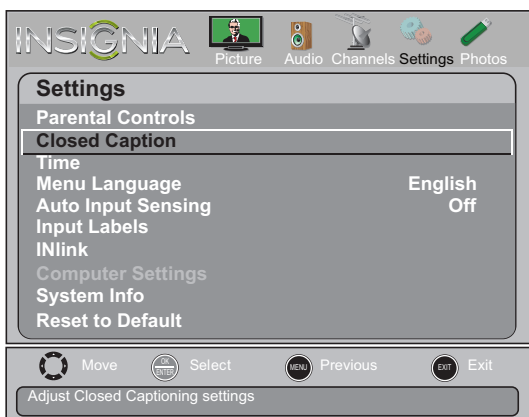 INSIGNIA
Picture Audio Channels Settings Photos
Settings
Parental Controls
Closed Caption
Time
Menu Language English
Auto Input Sensing Off
Input Labels
INlink
Computer Settings
System Info
Reset to Default
Move OK ENTER Select MENU Previous EXIT Exit
Adjust Closed Captioning settings